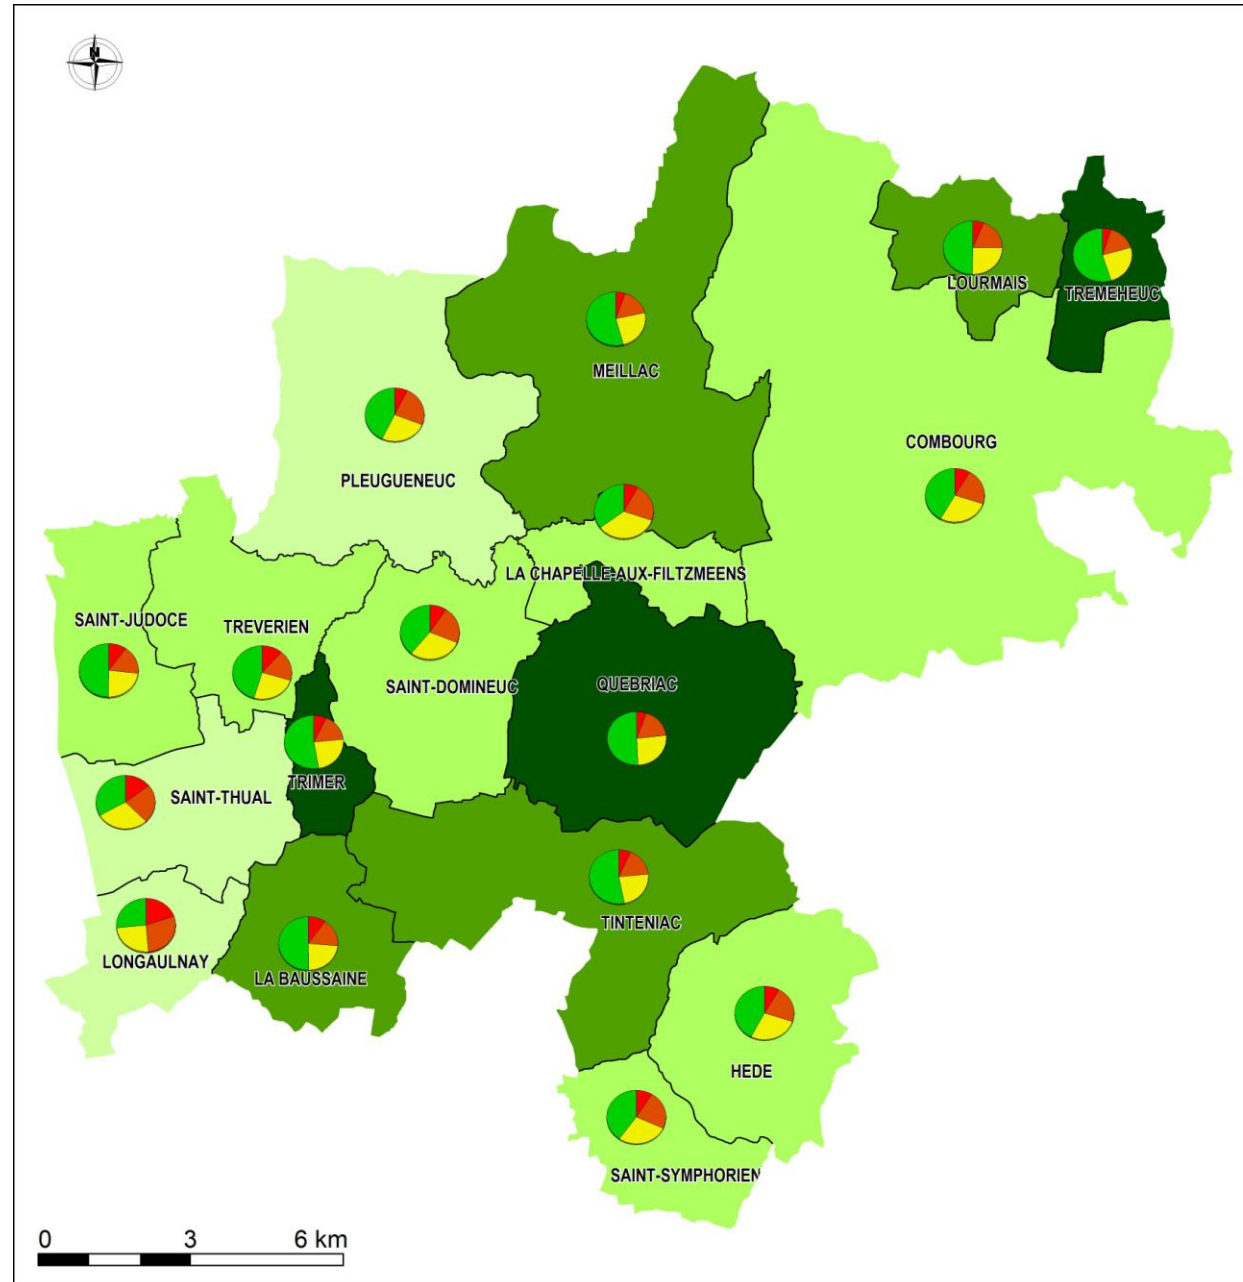 N
LOURMAIS
TREMEHEUC
MEILLAC
COMBOURG
PLEUGUENEUC
LA CHAPELLE-AUX-FILTZMEENS
SAINT-JUDOCE
TREVERIEN
SAINT-DOMINEUC
QUEBRIAC
TRIMER
SAINT-THUAL
TINTENIAC
LONGAULNAY
LA BAUSSAINE
HEDE
SAINT-SYMPHORIEN
0 3 6 km